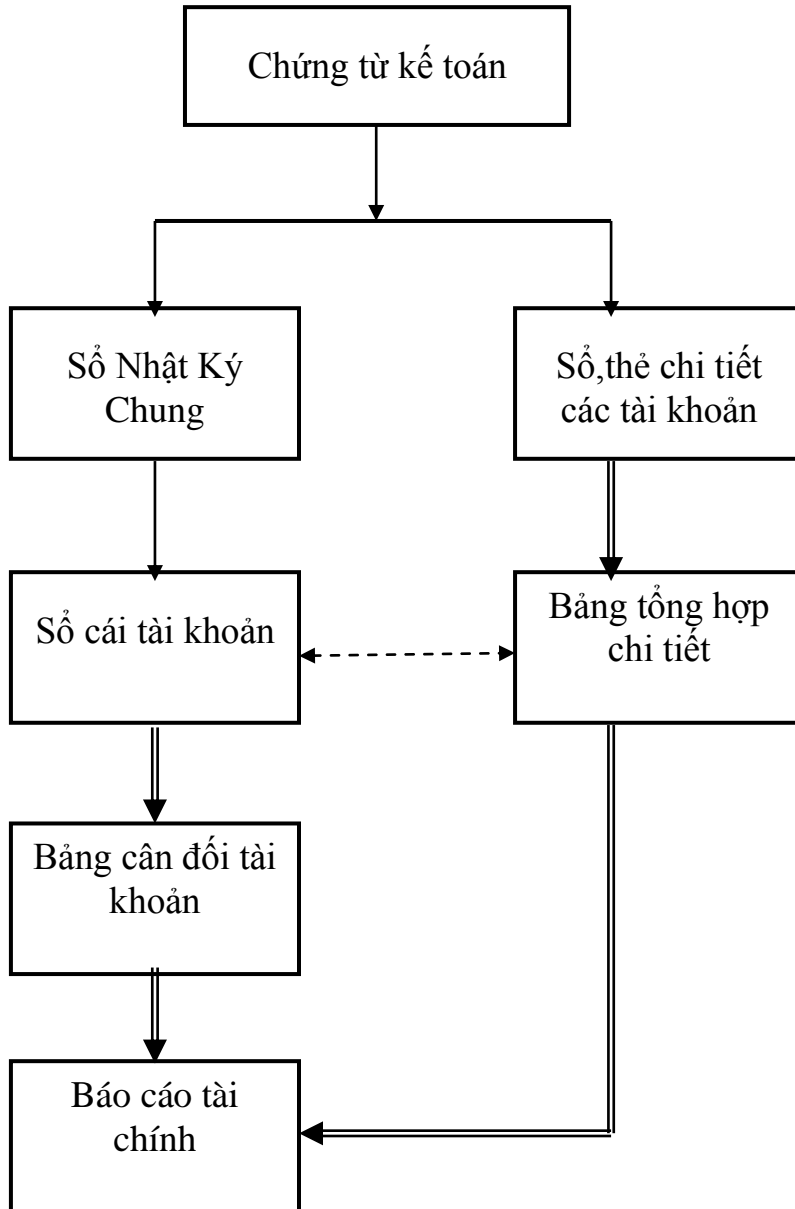 Chứng từ kế toán
Sổ Nhật Ký
Chung
Sổ,thẻ chi tiết
các tài khoản
Sổ cái tài khoản
Bảng tổng hợp
chi tiết
Bảng cân đối tài
khoản
Báo cáo tài
chính